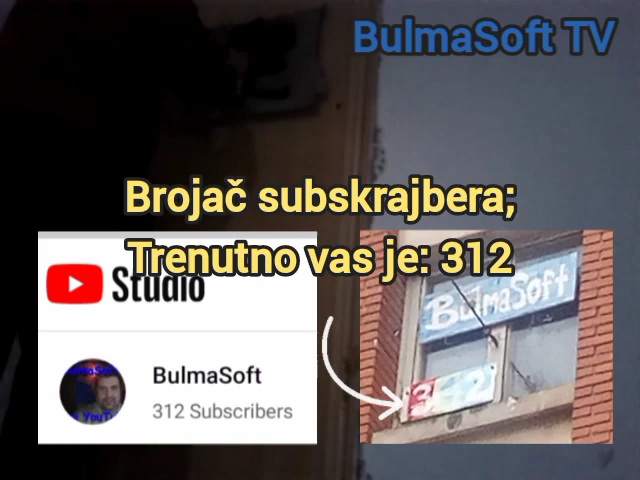 BulmaSoft TV
Brojač subskrajbera;
Trenutno vas je: 312
Studio
BulmaSoft
312 Subscribers
BulmaSoft
312